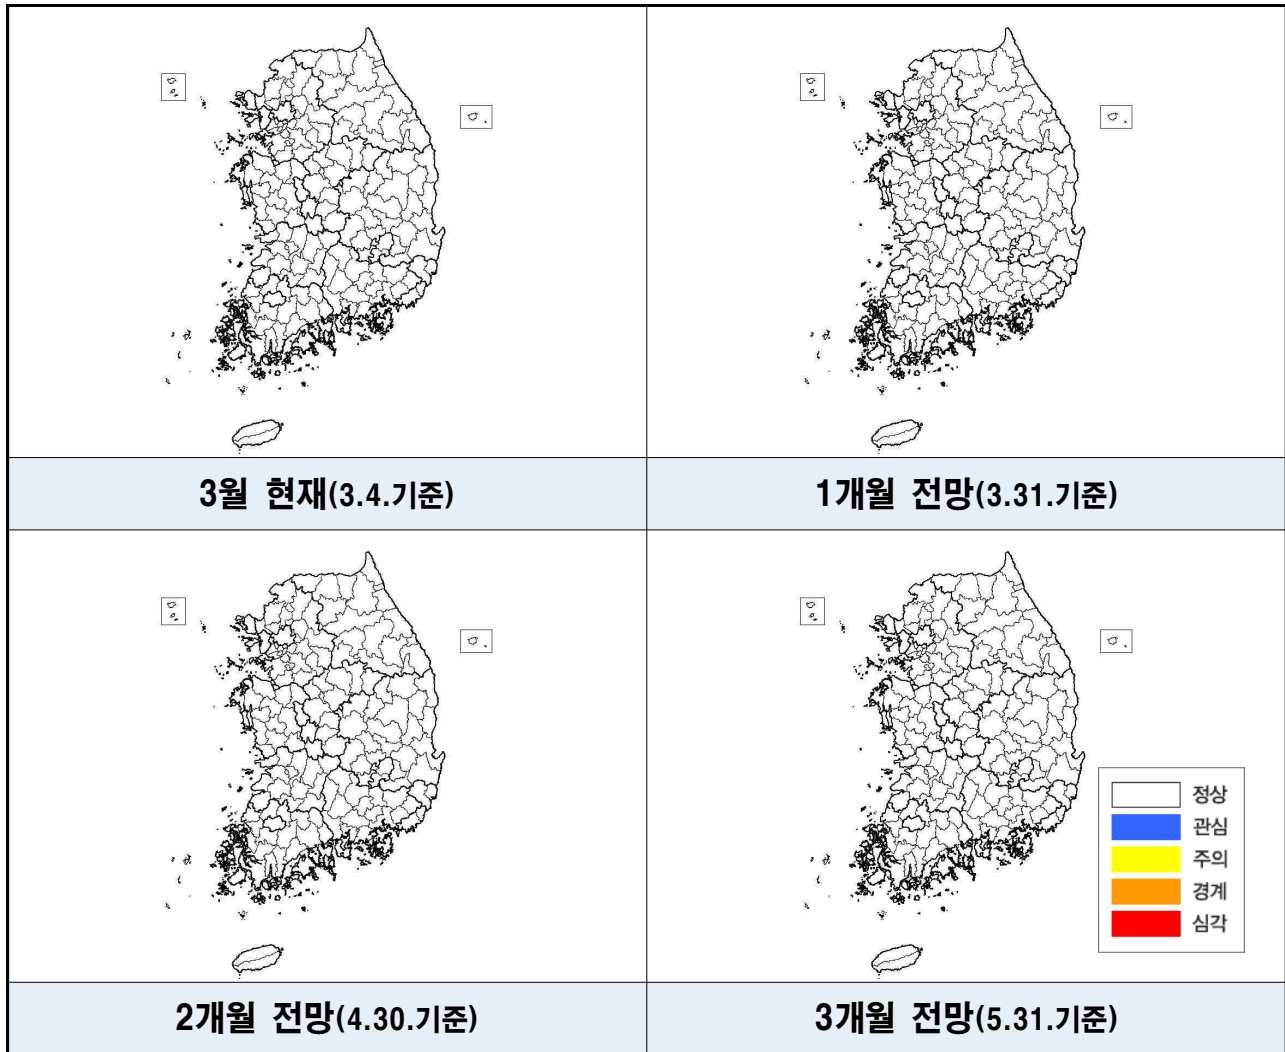 3월 현재(3.4.기준)
1개월 전망(3.31.기준)
정상
관심
주의
경계
심각
2개월 전망(4.30.기준)
3개월 전망(5.31.기준)